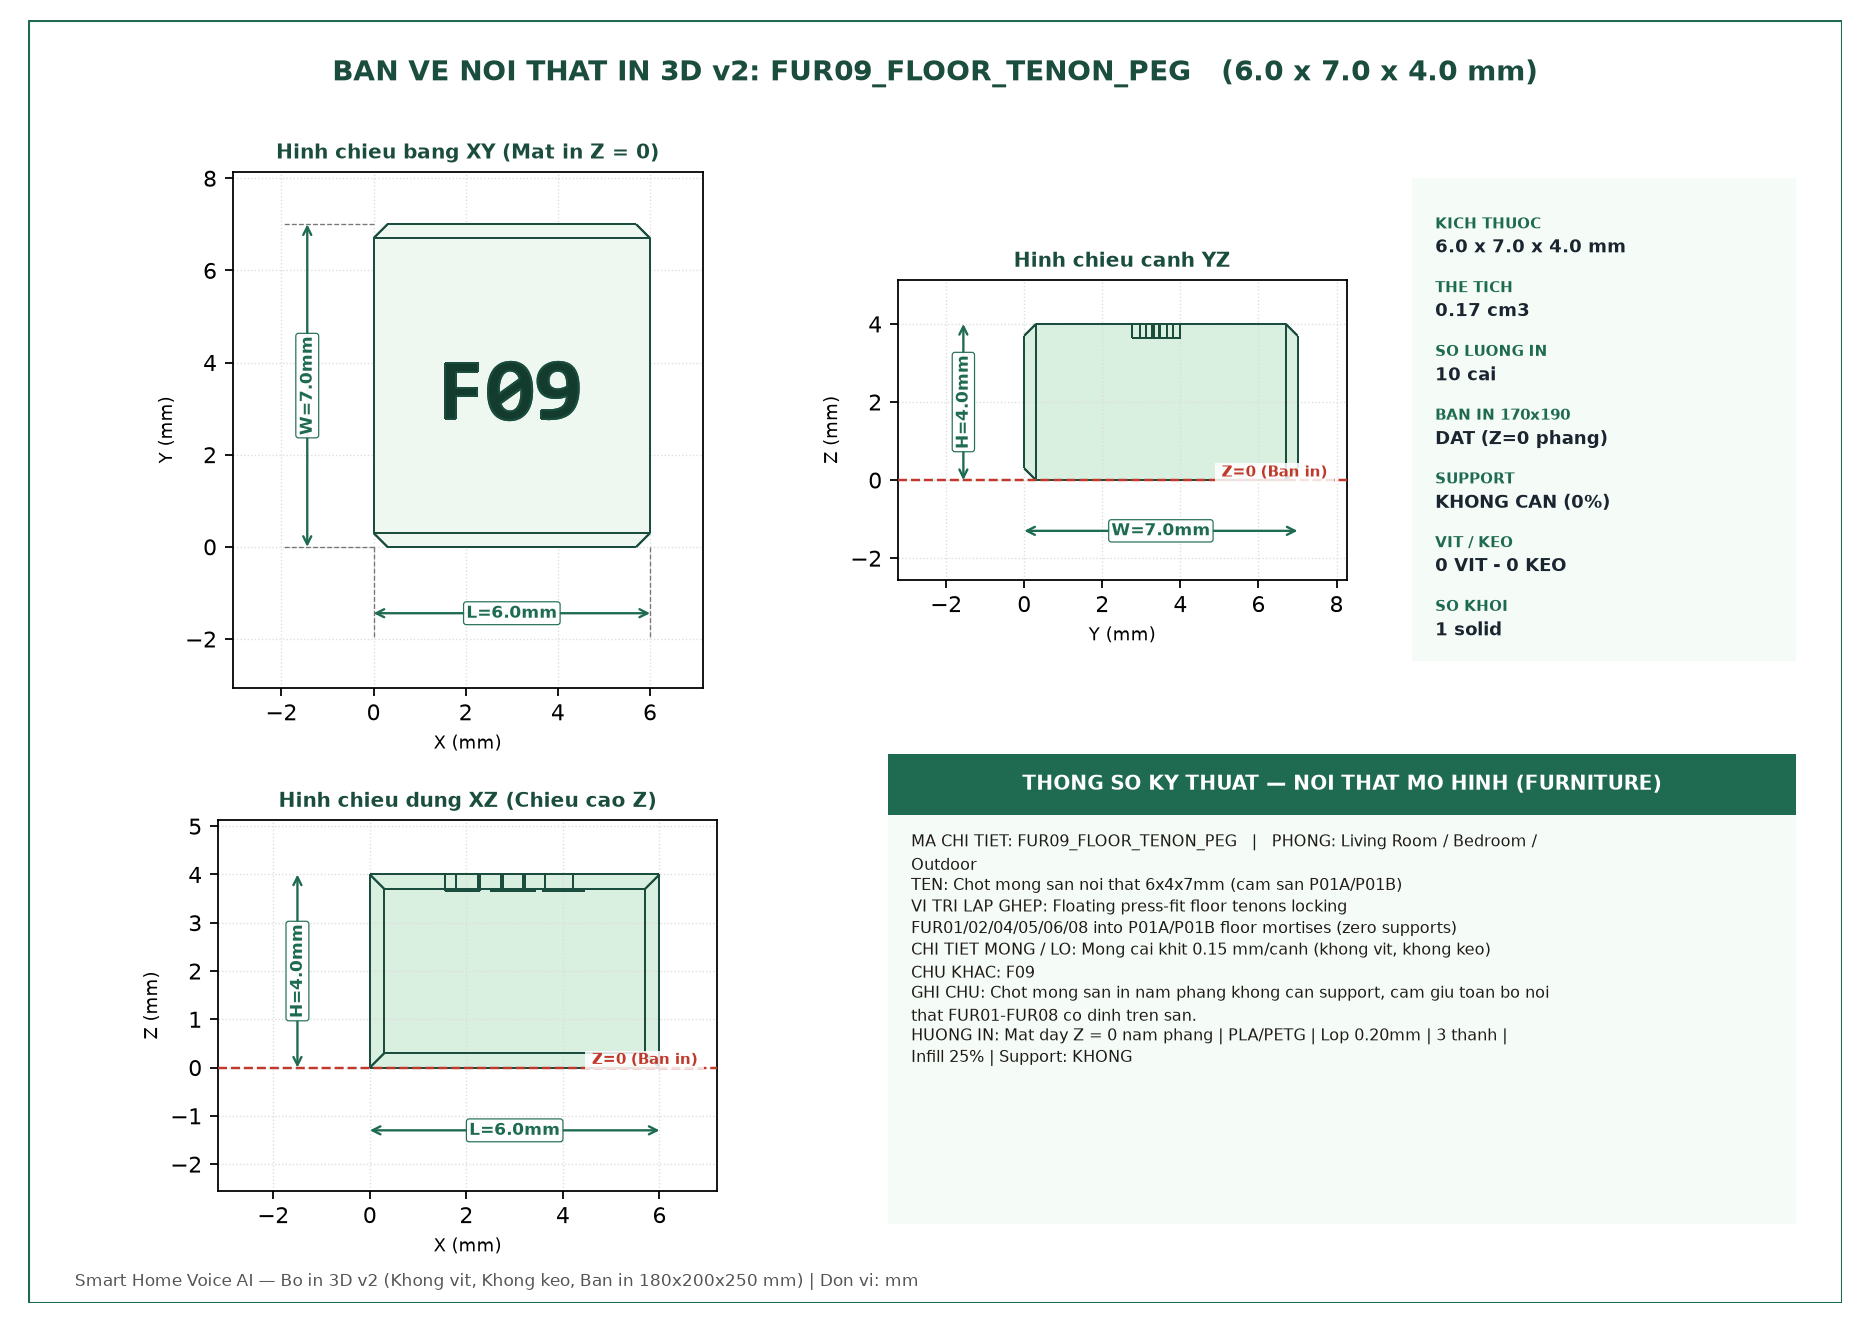 BAN VE NOI THAT IN 3D v2: FUR09_FLOOR_TENON_PEG (6.0 x 7.0 x 4.0 mm)
Hinh chieu bang XY (Mat in Z = 0)
8
6
4
2
0
−2
Y (mm)
W=7.0mm
F09
L=6.0mm
−2
0
2
4
6
X (mm)
Hinh chieu canh YZ
4
2
0
−2
Z (mm)
H=4.0mm
Z=0 (Ban in)
W=7.0mm
−2
0
2
4
6
8
Y (mm)
KICH THUOC
6.0 x 7.0 x 4.0 mm
THE TICH
0.17 cm3
SO LUONG IN
10 cai
BAN IN 170x190
DAT (Z=0 phang)
SUPPORT
KHONG CAN (0%)
VIT / KEO
0 VIT - 0 KEO
SO KHOI
1 solid
Hinh chieu dung XZ (Chieu cao Z)
5
4
3
2
1
0
−1
−2
Z (mm)
H=4.0mm
Z=0 (Ban in)
L=6.0mm
−2
0
2
4
6
X (mm)
THONG SO KY THUAT — NOI THAT MO HINH (FURNITURE)
MA CHI TIET: FUR09_FLOOR_TENON_PEG | PHONG: Living Room / Bedroom /
Outdoor
TEN: Chot mong san noi that 6x4x7mm (cam san P01A/P01B)
VI TRI LAP GHEP: Floating press-fit floor tenons locking
FUR01/02/04/05/06/08 into P01A/P01B floor mortises (zero supports)
CHI TIET MONG / LO: Mong cai khit 0.15 mm/canh (khong vit, khong keo)
CHU KHAC: F09
GHI CHU: Chot mong san in nam phang khong can support, cam giu toan bo noi
that FUR01-FUR08 co dinh tren san.
HUONG IN: Mat day Z = 0 nam phang | PLA/PETG | Lop 0.20mm | 3 thanh |
Infill 25% | Support: KHONG
Smart Home Voice AI — Bo in 3D v2 (Khong vit, Khong keo, Ban in 180x200x250 mm) | Don vi: mm